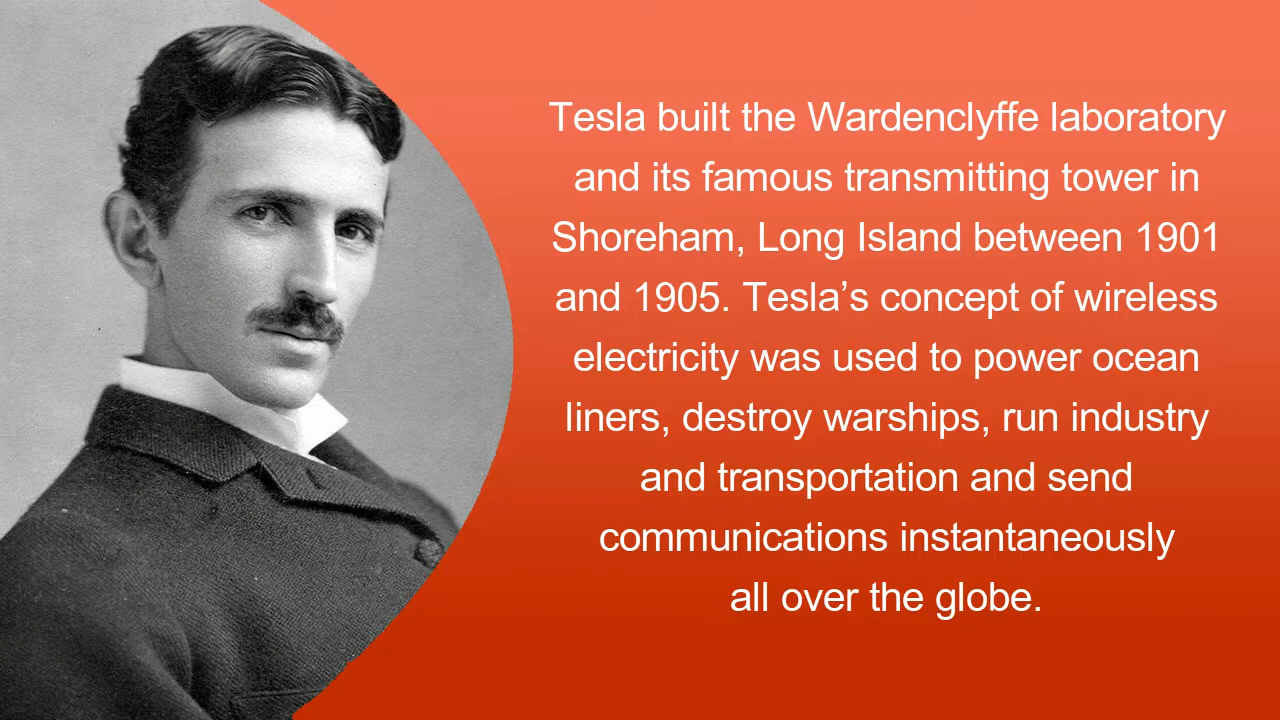 Tesla built the Wardenclyffe laboratory
and its famous transmitting tower in
Shoreham, Long Island between 1901
and 1905. Tesla’s concept of wireless
electricity was used to power ocean
liners, destroy warships, run industry
and transportation and send
communications instantaneously
all over the globe.